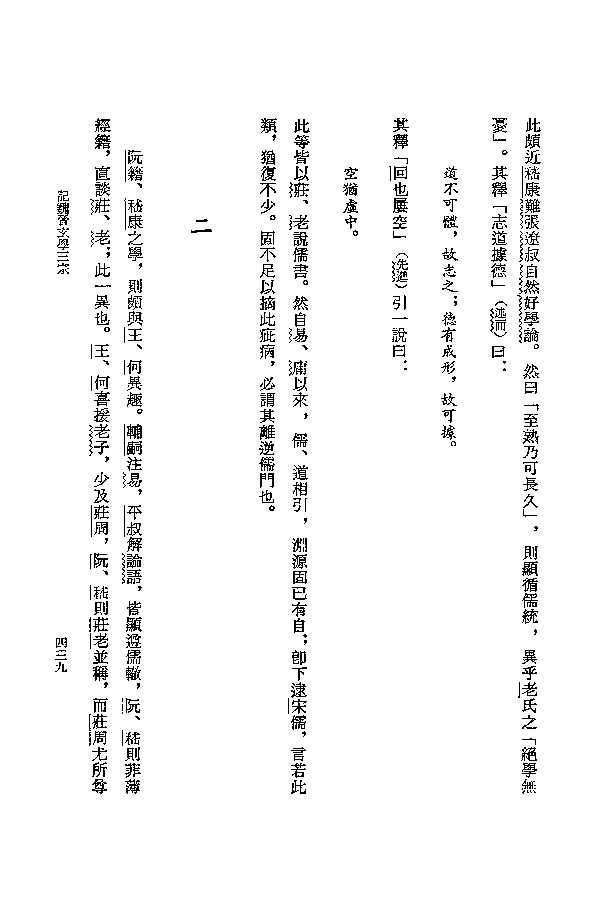 此頗近嵇康難張遼叔自然好學論。然曰「至熟乃可長久」，則顯循儒統，異乎老氏之「絕學無
憂」。其釋「志道據德」（述而）曰：
道不可體，故志之；德有成形，故可據。
其釋「回也屢空」（先進）引一說曰：
空猶虛中。
此等皆以莊、老說儒書。然自易、庸以來，儒、道相引，淵源固已有自；卽下逮宋儒，言若此
類，猶復不少。固不足以摘此疵病，必謂其離逆儒門也。
二
阮籍、嵇康之學，則頗與王、何異趣。輔嗣注易，平叔解論語，皆顯遵儒轍，阮、嵇則菲薄
經籍，直談莊、老；此一異也。王、何喜援老子，少及莊周，阮、嵇則莊老並稱，而莊周尤所尊
記魏晉玄學三宗
四三九